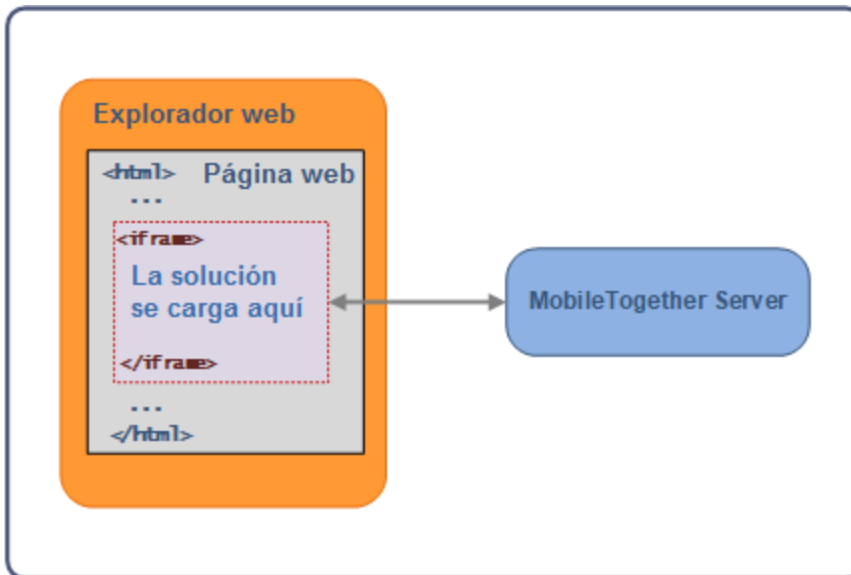 Explorador web
<html> Página web
...
<iframe>
La solución
se carga aquí
</iframe>
...
</html>
MobileTogether Server